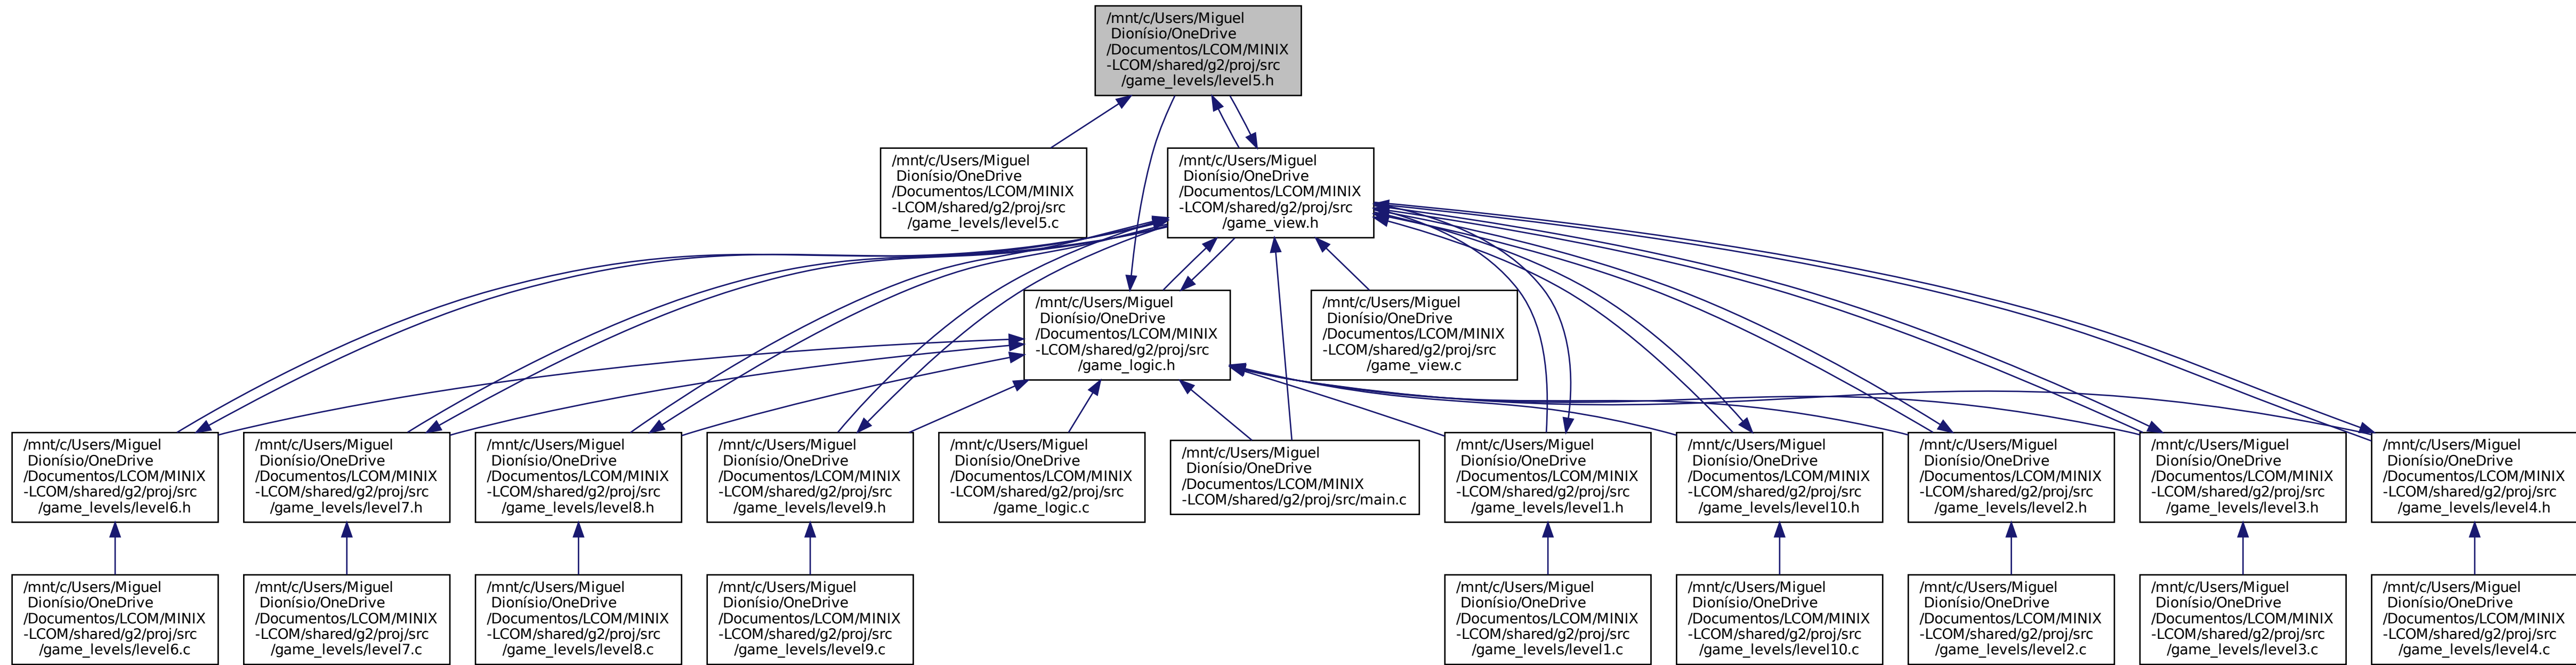 /mnt/c/Users/Miguel
Dionísio/OneDrive
/Documentos/LCOM/MINIX
-LCOM/shared/g2/proj/src
/game_levels/level5.h
/mnt/c/Users/Miguel
Dionísio/OneDrive
/Documentos/LCOM/MINIX
-LCOM/shared/g2/proj/src
/game_levels/level5.c
/mnt/c/Users/Miguel
Dionísio/OneDrive
/Documentos/LCOM/MINIX
-LCOM/shared/g2/proj/src
/game_view.h
/mnt/c/Users/Miguel
Dionísio/OneDrive
/Documentos/LCOM/MINIX
-LCOM/shared/g2/proj/src
/game_logic.h
/mnt/c/Users/Miguel
Dionísio/OneDrive
/Documentos/LCOM/MINIX
-LCOM/shared/g2/proj/src
/game_view.c
/mnt/c/Users/Miguel
Dionísio/OneDrive
/Documentos/LCOM/MINIX
-LCOM/shared/g2/proj/src
/game_levels/level6.h
/mnt/c/Users/Miguel
Dionísio/OneDrive
/Documentos/LCOM/MINIX
-LCOM/shared/g2/proj/src
/game_levels/level7.h
/mnt/c/Users/Miguel
Dionísio/OneDrive
/Documentos/LCOM/MINIX
-LCOM/shared/g2/proj/src
/game_levels/level8.h
/mnt/c/Users/Miguel
Dionísio/OneDrive
/Documentos/LCOM/MINIX
-LCOM/shared/g2/proj/src
/game_levels/level9.h
/mnt/c/Users/Miguel
Dionísio/OneDrive
/Documentos/LCOM/MINIX
-LCOM/shared/g2/proj/src
/game_logic.c
/mnt/c/Users/Miguel
Dionísio/OneDrive
/Documentos/LCOM/MINIX
-LCOM/shared/g2/proj/src/main.c
/mnt/c/Users/Miguel
Dionísio/OneDrive
/Documentos/LCOM/MINIX
-LCOM/shared/g2/proj/src
/game_levels/level1.h
/mnt/c/Users/Miguel
Dionísio/OneDrive
/Documentos/LCOM/MINIX
-LCOM/shared/g2/proj/src
/game_levels/level10.h
/mnt/c/Users/Miguel
Dionísio/OneDrive
/Documentos/LCOM/MINIX
-LCOM/shared/g2/proj/src
/game_levels/level2.h
/mnt/c/Users/Miguel
Dionísio/OneDrive
/Documentos/LCOM/MINIX
-LCOM/shared/g2/proj/src
/game_levels/level3.h
/mnt/c/Users/Miguel
Dionísio/OneDrive
/Documentos/LCOM/MINIX
-LCOM/shared/g2/proj/src
/game_levels/level4.h
/mnt/c/Users/Miguel
Dionísio/OneDrive
/Documentos/LCOM/MINIX
-LCOM/shared/g2/proj/src
/game_levels/level6.c
/mnt/c/Users/Miguel
Dionísio/OneDrive
/Documentos/LCOM/MINIX
-LCOM/shared/g2/proj/src
/game_levels/level7.c
/mnt/c/Users/Miguel
Dionísio/OneDrive
/Documentos/LCOM/MINIX
-LCOM/shared/g2/proj/src
/game_levels/level8.c
/mnt/c/Users/Miguel
Dionísio/OneDrive
/Documentos/LCOM/MINIX
-LCOM/shared/g2/proj/src
/game_levels/level9.c
/mnt/c/Users/Miguel
Dionísio/OneDrive
/Documentos/LCOM/MINIX
-LCOM/shared/g2/proj/src
/game_levels/level1.c
/mnt/c/Users/Miguel
Dionísio/OneDrive
/Documentos/LCOM/MINIX
-LCOM/shared/g2/proj/src
/game_levels/level10.c
/mnt/c/Users/Miguel
Dionísio/OneDrive
/Documentos/LCOM/MINIX
-LCOM/shared/g2/proj/src
/game_levels/level2.c
/mnt/c/Users/Miguel
Dionísio/OneDrive
/Documentos/LCOM/MINIX
-LCOM/shared/g2/proj/src
/game_levels/level3.c
/mnt/c/Users/Miguel
Dionísio/OneDrive
/Documentos/LCOM/MINIX
-LCOM/shared/g2/proj/src
/game_levels/level4.c